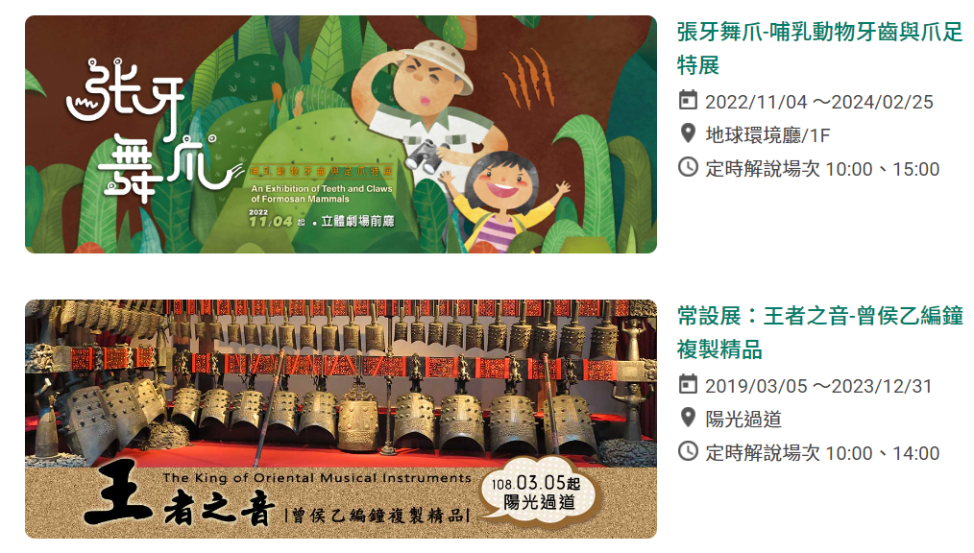 張牙
舞爪
哺乳動物牙齒與爪足特展
An Exhibition of Teeth and Claws
of Formosan Mammals
2022
11/04 起 . 立體劇場前廳
張牙舞爪-哺乳動物牙齒與爪足
特展
2022/11/04 ～2024/02/25
地球環境廳/1F
定時解說場次 10:00、15:00
王者之音
The King of Oriental Musical Instruments
|曾侯乙編鐘複製精品|
108.03.05起
陽光過道
常設展：王者之音-曾侯乙編鐘
複製精品
2019/03/05 ～2023/12/31
陽光過道
定時解說場次 10:00、14:00